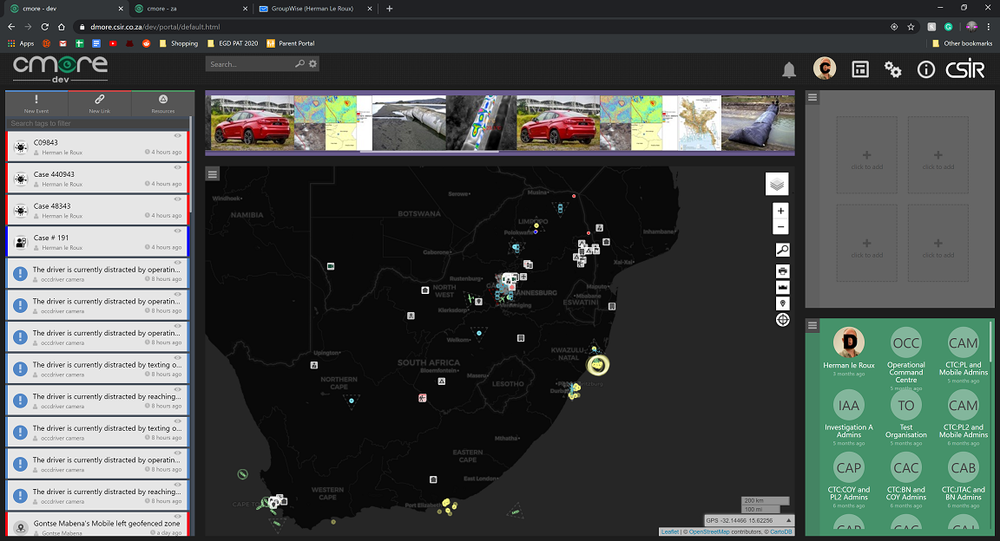 cmore - dev
cmore - za
GroupWise (Herman Le Roux)
dmore.csir.co.za/dev/portal/default.html
Apps
Shopping
EGD PAT 2020
Parent Portal
Other bookmarks
cmore
dev
Search...
CSIR
New Event
New Link
Resources
Search tags to filter
C09843
Herman le Roux
4 hours ago
Case 440943
Herman le Roux
4 hours ago
Case 48343
Herman le Roux
4 hours ago
Case # 191
Herman le Roux
4 hours ago
The driver is currently distracted by operatin...
occdriver camera
8 hours ago
The driver is currently distracted by operatin...
occdriver camera
8 hours ago
The driver is currently distracted by operatin...
occdriver camera
8 hours ago
The driver is currently distracted by texting o...
occdriver camera
8 hours ago
The driver is currently distracted by reaching...
occdriver camera
8 hours ago
The driver is currently distracted by texting o...
occdriver camera
8 hours ago
The driver is currently distracted by operatin...
occdriver camera
8 hours ago
The driver is currently distracted by reaching...
occdriver camera
8 hours ago
Gontse Mabena's Mobile left geofenced zone
Gontse Mabena
a day ago
Windhoek
NAMIBIA
BOTSWANA
Serowe
Musina
LIMPOPO
Polokwane
Inhambane
Gaborone
Xai-Xai
Rustenburg
NORTH
WEST
JOHANNESBURG
Maputo
Mbabane
ESWATINI
Klerksdorp
Vereeniging
Welkom
Upington
KWAZULU-
NATAL
SOUTH AFRICA
Bloemfontein
Maseru
LESOTHO
NORTHERN
CAPE
Durban
Mthatha
EASTERN
CAPE
East London
WESTERN
CAPE
Port Elizabeth
+
−
200 km
100 mi
GPS -32.14466 15.62256
Leaflet | © OpenStreetMap contributors, © CartoDB
+
click to add
+
click to add
+
click to add
+
click to add
Herman le Roux
3 months ago
OCC
Operational
Command
Centre
5 months ago
CAM
CTC:PL and
Mobile Admins
5 months ago
IAA
Investigation A
Admins
5 months ago
TO
Test
Organisation
5 months ago
CAM
CTC:PL2 and
Mobile Admins
6 months ago
CAP
CTC:COY and
PL2 Admins
6 months ago
CAC
CTC:BN and
COY Admins
6 months ago
CAB
CTC:JTAC and
BN Admins
6 months ago